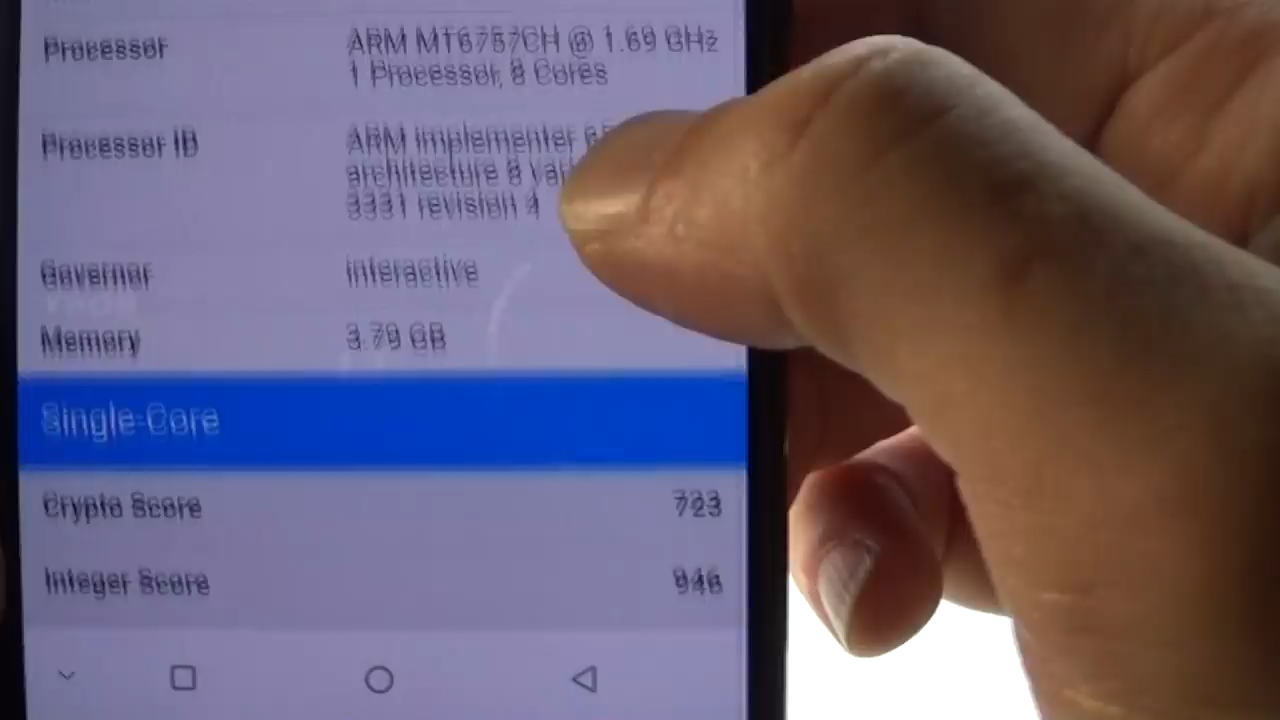 Processor ARM MT6757CH @ 1.69 GHz
1 Processor, 8 Cores
Processor ID ARM implementer 65
architecture 8 vari
3331 revision 4
Governor interactive
Memory 3.79 GB
Single-Core
Crypto Score 723
Integer Score 946